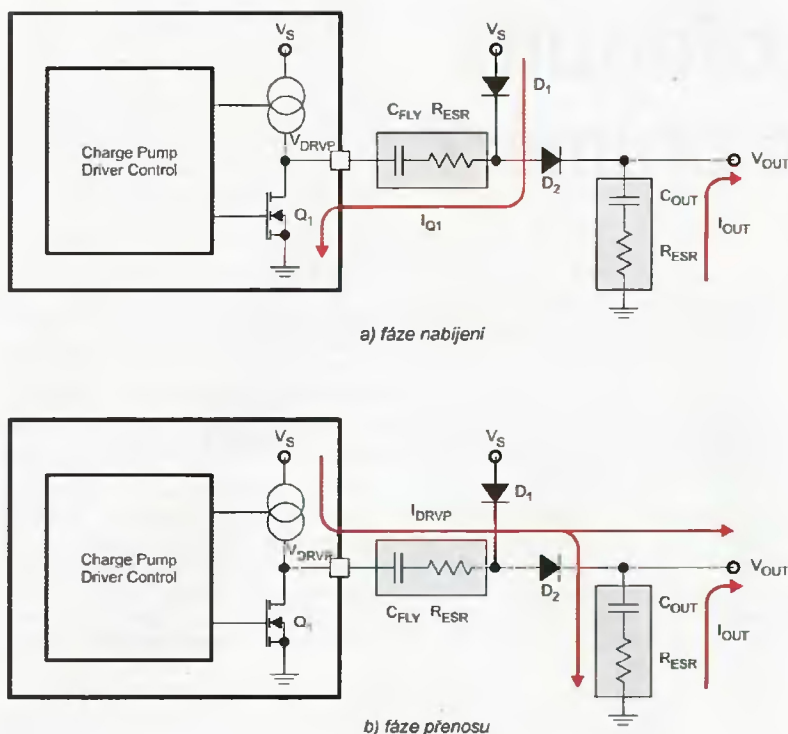 VS
VS
D1
CFLY RESR
Charge Pump
Driver Control
VDRVP
Q1
IQ1
D2
VOUT
COUT
IOUT
RESR
a) fáze nabíjení
VS
VS
D1
IDRVP
Charge Pump
Driver Control
VDRVP
Q1
CFLY RESR
D2
VOUT
COUT
IOUT
RESR
b) fáze přenosu